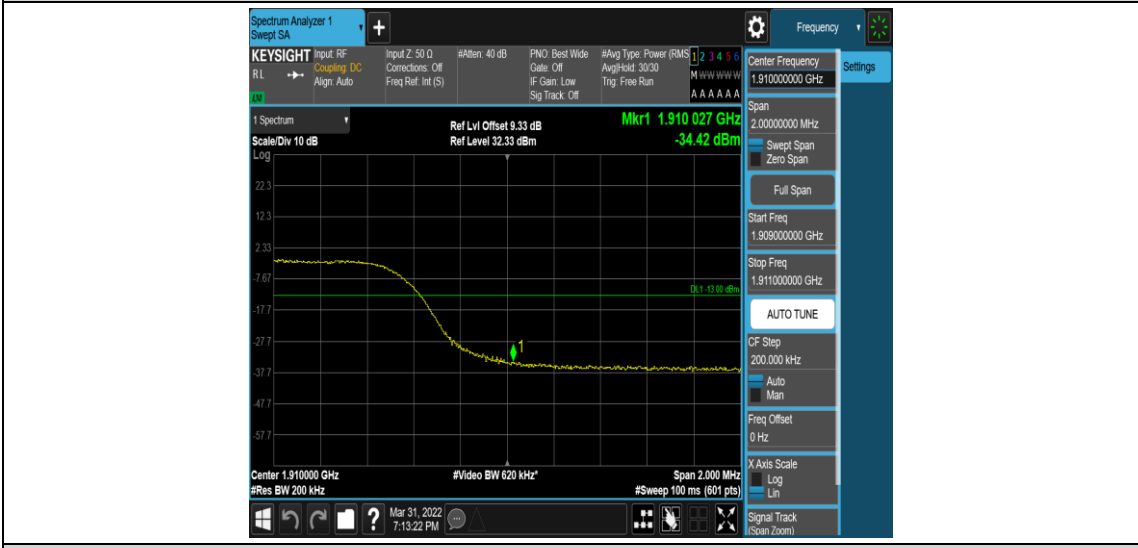 Spectrum Analyzer 1
Swept SA
+
Frequency
KEYSIGHT
RL
LNI
Input: RF
Coupling: DC
Align: Auto
Input Z: 50 Ω
Corrections: Off
Freq Ref: Int (S)
#Atten: 40 dB
PNO: Best Wide
Gate: Off
IF Gain: Low
Sig Track: Off
#Avg Type: Power (RMS
Avg|Hold: 30/30
Trig: Free Run
1 2 3 4 5 6
M W W W W W
A A A A A A
1 Spectrum
Scale/Div 10 dB
Log
Ref Lvl Offset 9.33 dB
Ref Level 32.33 dBm
Mkr1 1.910 027 GHz
-34.42 dBm
22.3
12.3
2.33
-7.67
-17.7
-27.7
-37.7
-47.7
-57.7
DL1 -13.00 dBm
1
Center 1.910000 GHz
#Video BW 620 kHz*
Span 2.000 MHz
#Res BW 200 kHz
#Sweep 100 ms (601 pts)
?
Mar 31, 2022
7:13:22 PM
Center Frequency
1.910000000 GHz
Span
2.00000000 MHz
Swept Span
Zero Span
Full Span
Start Freq
1.909000000 GHz
Stop Freq
1.911000000 GHz
AUTO TUNE
CF Step
200.000 kHz
Auto
Man
Freq Offset
0 Hz
X Axis Scale
Log
Lin
Signal Track
(Span Zoom)
Settings